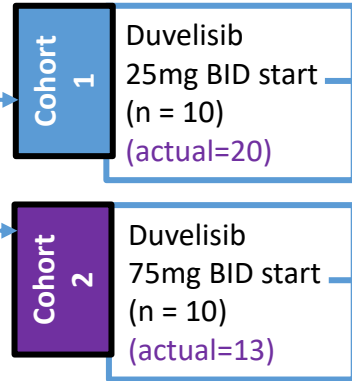 Cohort
1
Duvelisib
25mg BID start
(n = 10)
(actual=20)
Cohort
2
Duvelisib
75mg BID start
(n = 10)
(actual=13)